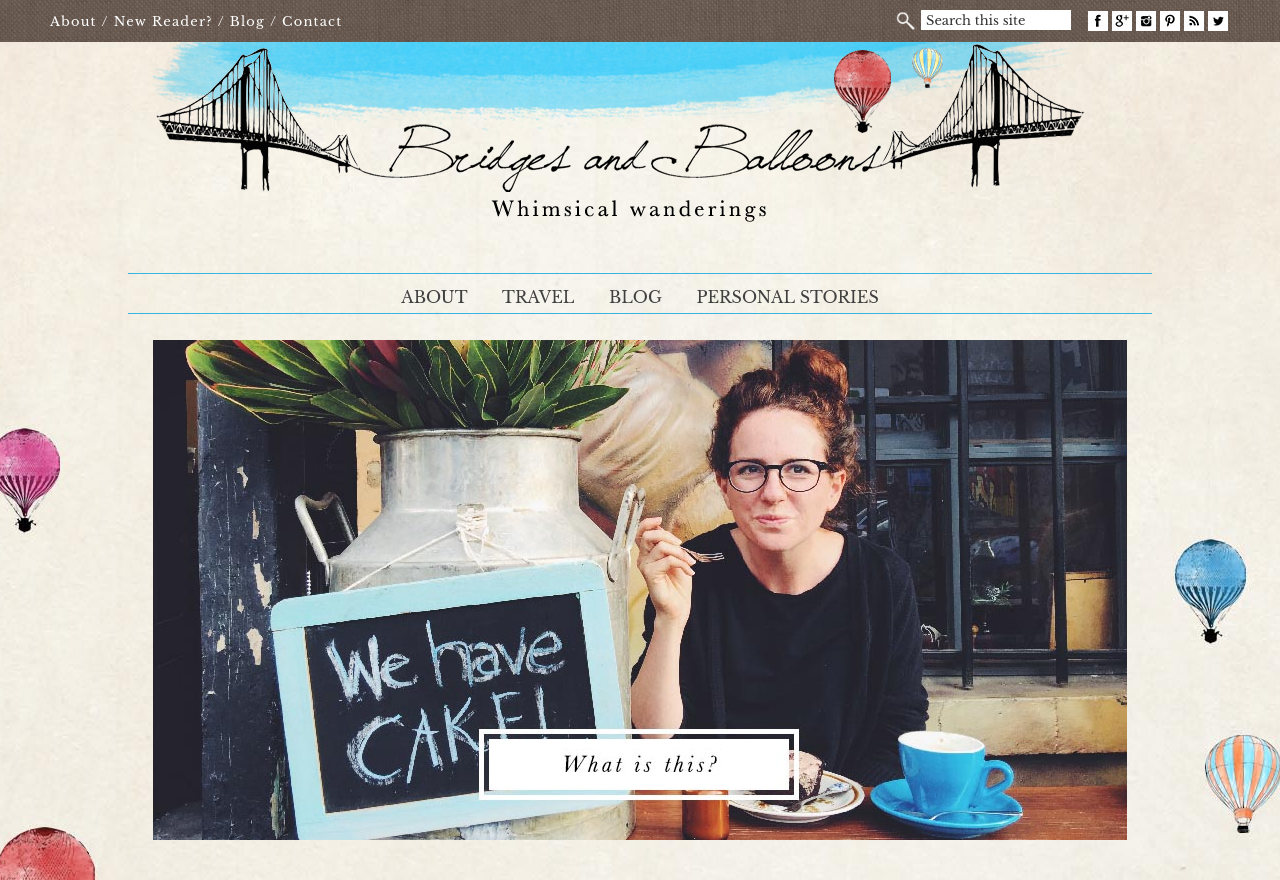 About / New Reader? / Blog / Contact
Search this site
Bridges and Balloons
Whimsical wanderings
ABOUT TRAVEL BLOG PERSONAL STORIES
We have
CAKE!
What is this?